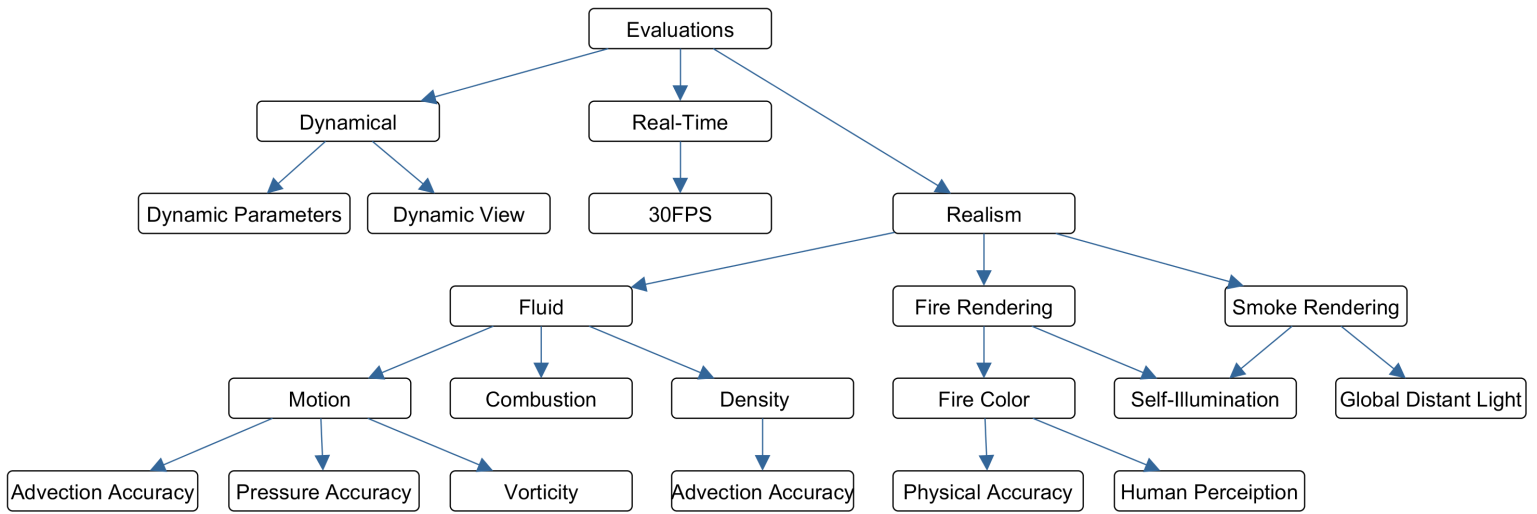 Evaluations
Dynamical
Real-Time
Dynamic Parameters
Dynamic View
30FPS
Realism
Fluid
Fire Rendering
Smoke Rendering
Motion
Combustion
Density
Fire Color
Self-Illumination
Global Distant Light
Advection Accuracy
Pressure Accuracy
Vorticity
Advection Accuracy
Physical Accuracy
Human Perceiption